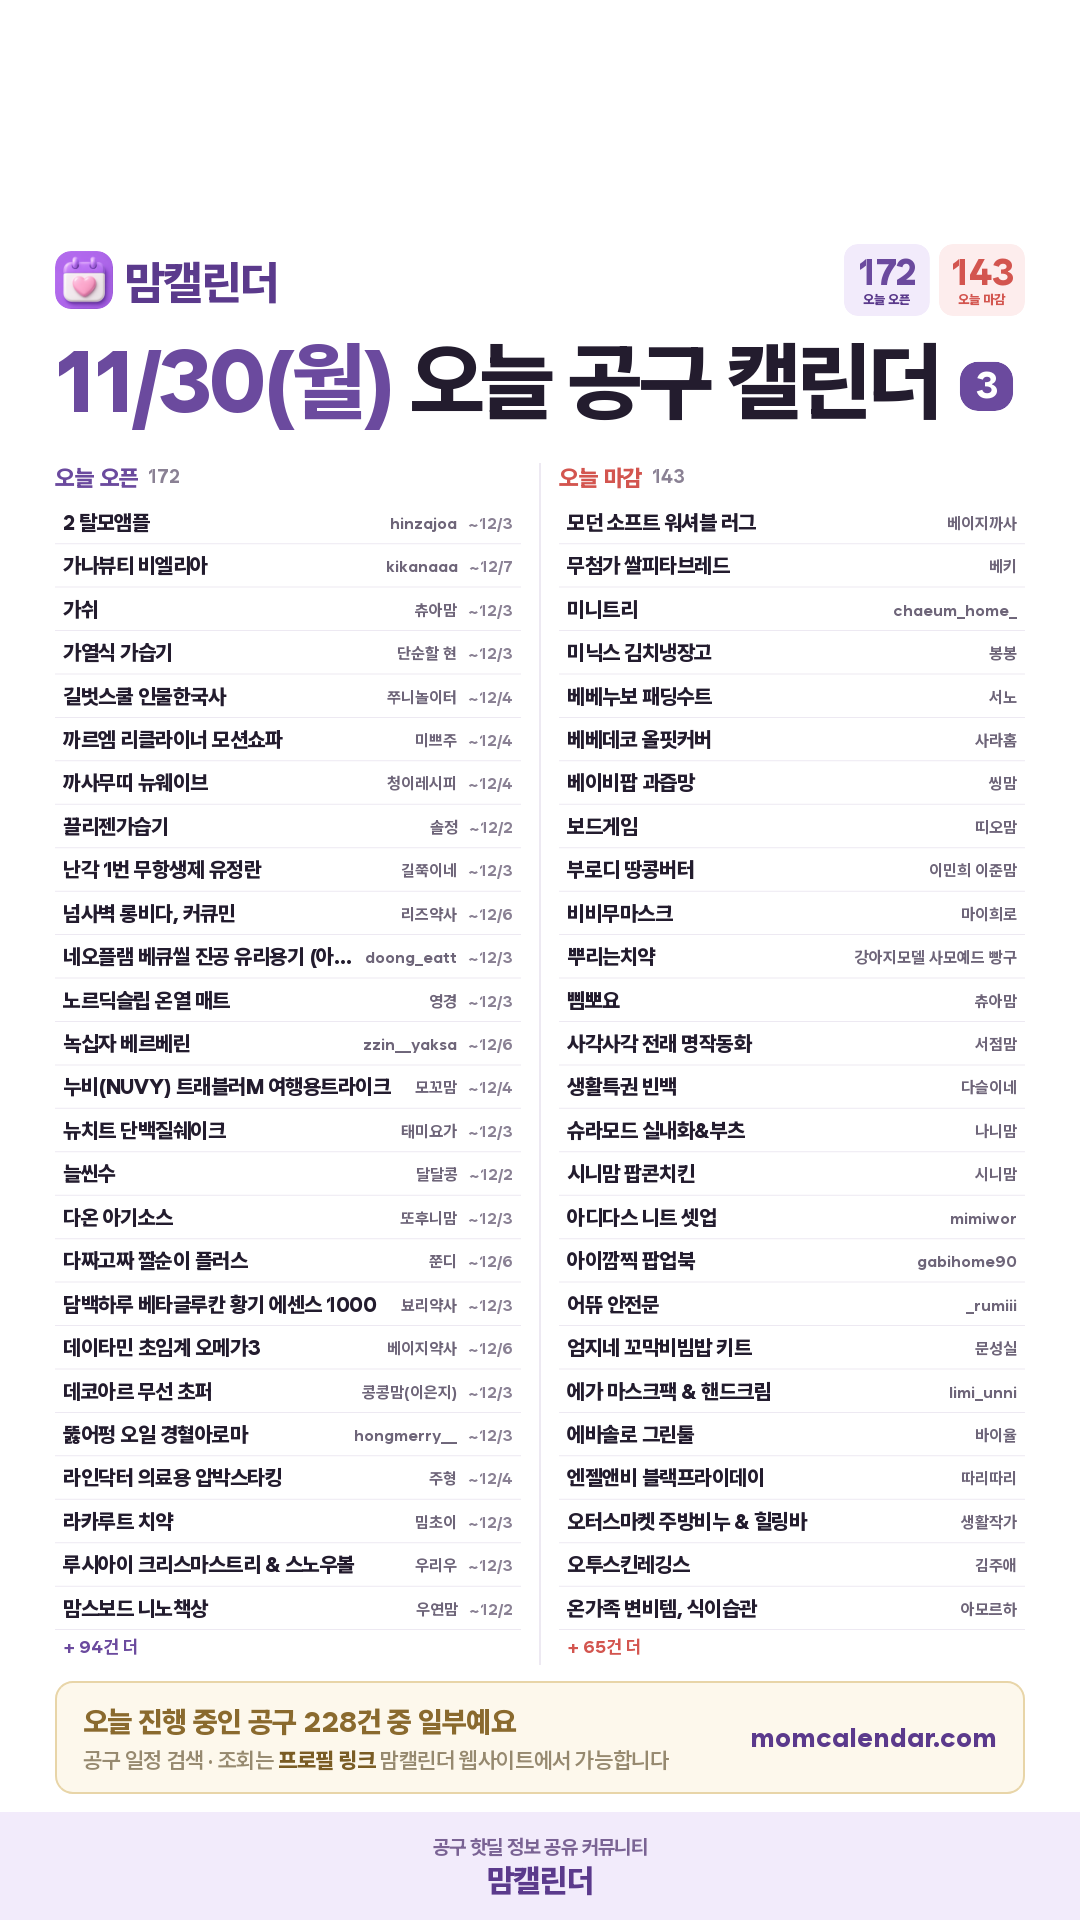 맘캘린더
172
오늘 오픈
143
오늘 마감
11/30(월) 오늘 공구 캘린더 3
오늘 오픈 172
2 탈모앰플 hinzajoa ~12/3
가나뷰티 비엘리아 kikanaaa ~12/7
가쉬 츄아맘 ~12/3
가열식 가습기 단순할 현 ~12/3
길벗스쿨 인물한국사 쭈니놀이터 ~12/4
까르엠 리클라이너 모션쇼파 미쁘주 ~12/4
까사무띠 뉴웨이브 청이레시피 ~12/4
끌리젠가습기 솔정 ~12/2
난각 1번 무항생제 유정란 길쭉이네 ~12/3
넘사벽 롱비다, 커큐민 리즈약사 ~12/6
네오플램 베큐씰 진공 유리용기 (아... doong_eatt ~12/3
노르딕슬립 온열 매트 영경 ~12/3
녹십자 베르베린 zzin__yaksa ~12/6
누비(NUVY) 트래블러M 여행용트라이크 모꼬맘 ~12/4
뉴치트 단백질쉐이크 태미요가 ~12/3
늘씬수 달달콩 ~12/2
다온 아기소스 또후니맘 ~12/3
다짜고짜 짤순이 플러스 쭌디 ~12/6
담백하루 베타글루칸 황기 에센스 1000 뵤리약사 ~12/3
데이타민 초임계 오메가3 베이지약사 ~12/6
데코아르 무선 초퍼 콩콩맘(이은지) ~12/3
뚫어펑 오일 경혈아로마 hongmerry__ ~12/3
라인닥터 의료용 압박스타킹 주형 ~12/4
라카루트 치약 밈초이 ~12/3
루시아이 크리스마스트리 & 스노우볼 우리우 ~12/3
맘스보드 니노책상 우연맘 ~12/2
+ 94건 더
오늘 마감 143
모던 소프트 워셔블 러그 베이지까사
무첨가 쌀피타브레드 베키
미니트리 chaeum_home_
미닉스 김치냉장고 봉봉
베베누보 패딩수트 서노
베베데코 올핏커버 사라홈
베이비팝 과즙망 씽맘
보드게임 띠오맘
부로디 땅콩버터 이민희 이준맘
비비무마스크 마이희로
뿌리는치약 강아지모델 사모예드 빵구
삠뽀요 츄아맘
사각사각 전래 명작동화 서점맘
생활특권 빈백 다슬이네
슈라모드 실내화&부츠 나니맘
시니맘 팝콘치킨 시니맘
아디다스 니트 셋업 mimiwor
아이깜찍 팝업북 gabihome90
어뜌 안전문 _rumiii
엄지네 꼬막비빔밥 키트 문성실
에가 마스크팩 & 핸드크림 limi_unni
에바솔로 그린툴 바이율
엔젤앤비 블랙프라이데이 따리따리
오터스마켓 주방비누 & 힐링바 생활작가
오투스킨레깅스 김주애
온가족 변비템, 식이습관 아모르하
+ 65건 더
오늘 진행 중인 공구 228건 중 일부예요
공구 일정 검색 · 조회는 프로필 링크 맘캘린더 웹사이트에서 가능합니다
momcalendar.com
공구 핫딜 정보 공유 커뮤니티
맘캘린더